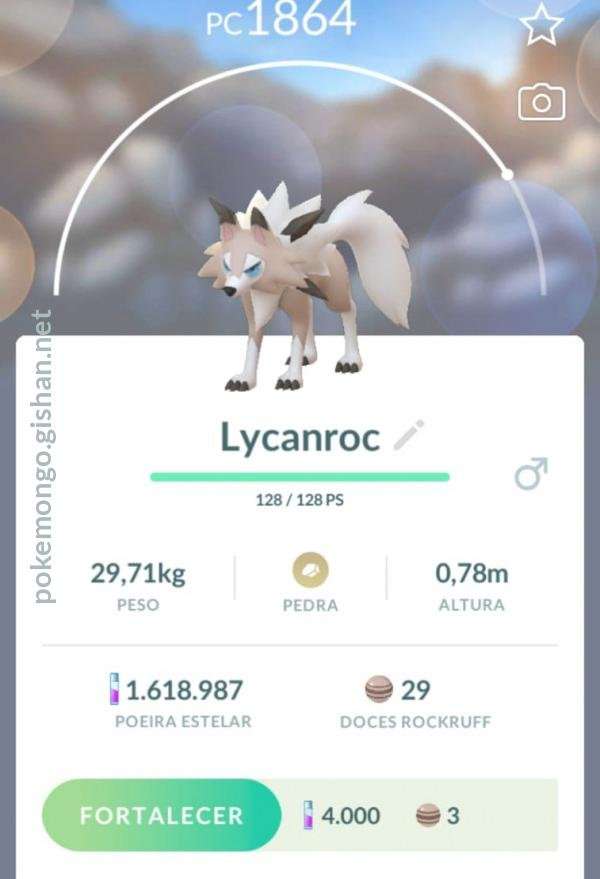 PC1864
Lycanroc
128 / 128 PS
29,71kg
PESO
PEDRA
0,78m
ALTURA
1.618.987
POEIRA ESTELAR
29
DOCES ROCKRUFF
FORTALECER
4.000
3
pokemongo.gishan.net